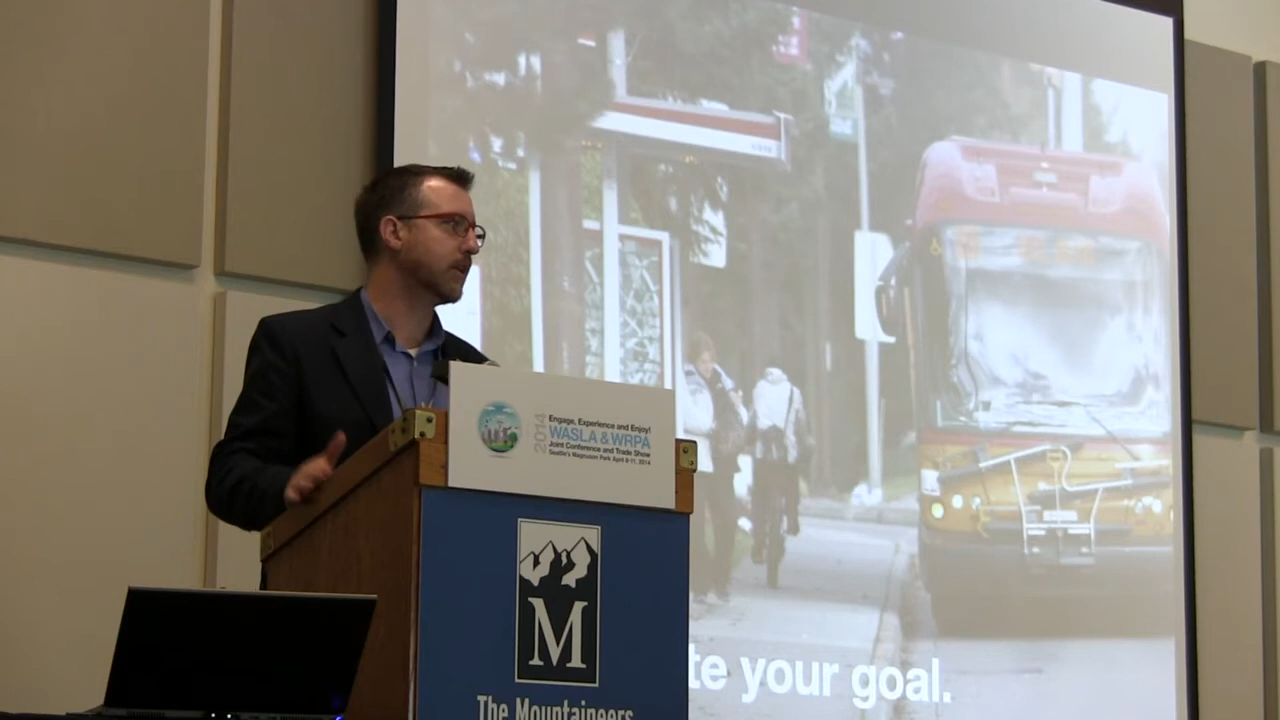 2014
Engage, Experience and Enjoy!
WASLA & WRPA
Joint Conference and Trade Show
Seattle's Magnuson Park April 8-11, 2014
M
The Mountaineers
te your goal.